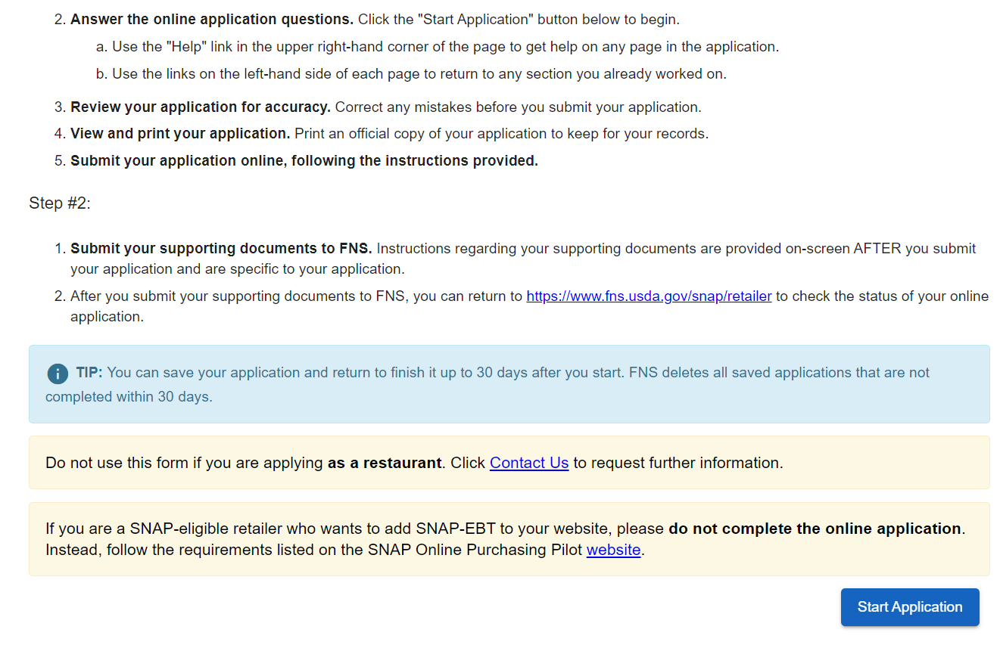 2. Answer the online application questions. Click the "Start Application" button below to begin.
a. Use the "Help" link in the upper right-hand corner of the page to get help on any page in the application.
b. Use the links on the left-hand side of each page to return to any section you already worked on.
3. Review your application for accuracy. Correct any mistakes before you submit your application.
4. View and print your application. Print an official copy of your application to keep for your records.
5. Submit your application online, following the instructions provided.
Step #2:
1. Submit your supporting documents to FNS. Instructions regarding your supporting documents are provided on-screen AFTER you submit
your application and are specific to your application.
2. After you submit your supporting documents to FNS, you can return to https://www.fns.usda.gov/snap/retailer to check the status of your online
application.
TIP: You can save your application and return to finish it up to 30 days after you start. FNS deletes all saved applications that are not
completed within 30 days.
Do not use this form if you are applying as a restaurant. Click Contact Us to request further information.
If you are a SNAP-eligible retailer who wants to add SNAP-EBT to your website, please do not complete the online application.
Instead, follow the requirements listed on the SNAP Online Purchasing Pilot website.
Start Application